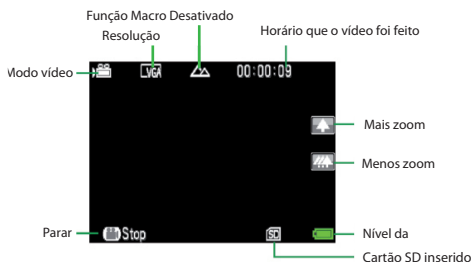 Função Macro Desativado
Resolução
Horário que o vídeo foi feito
Modo vídeo
VGA
00:00:09
Mais zoom
Menos zoom
Parar
Stop
SD
Nível da
Cartão SD inserido